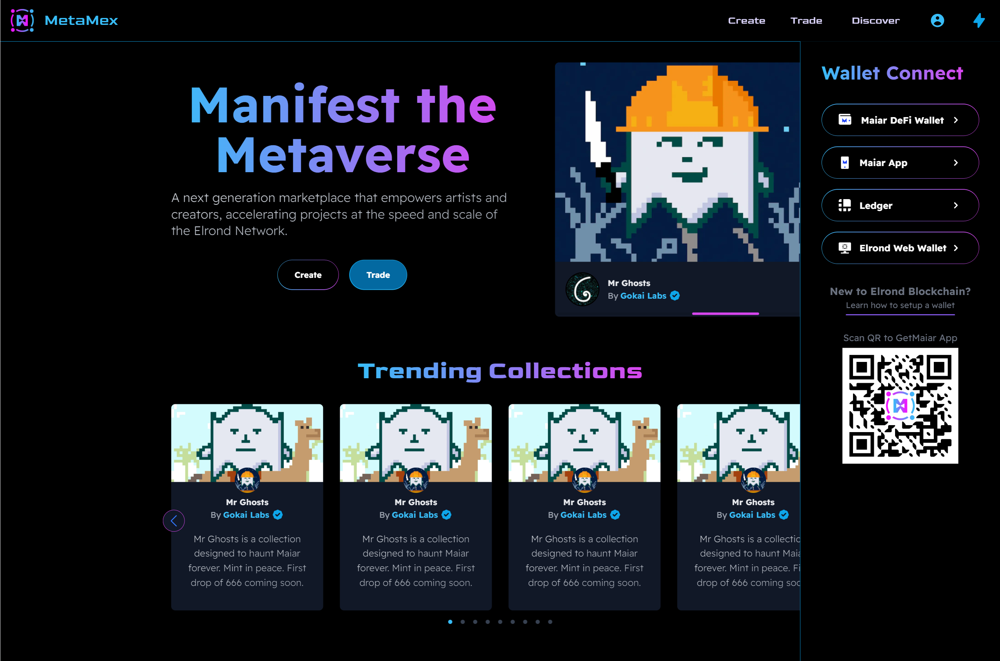 MetaMex
Create
Trade
Discover
Manifest the
Metaverse
A next generation marketplace that empowers artists and
creators, accelerating projects at the speed and scale of
the Elrond Network.
Create
Trade
Mr Ghosts
By Gokai Labs
Wallet Connect
Maiar DeFi Wallet
Maiar App
Ledger
Elrond Web Wallet
New to Elrond Blockchain?
Learn how to setup a wallet
Scan QR to GetMaiar App
Trending Collections
Mr Ghosts
By Gokai Labs
Mr Ghosts is a collection
designed to haunt Maiar
forever. Mint in peace. First
drop of 666 coming soon.
Mr Ghosts
By Gokai Labs
Mr Ghosts is a collection
designed to haunt Maiar
forever. Mint in peace. First
drop of 666 coming soon.
Mr Ghosts
By Gokai Labs
Mr Ghosts is a collection
designed to haunt Maiar
forever. Mint in peace. First
drop of 666 coming soon.
Mr Ghosts
By Gokai Labs
Mr Ghosts is a
designed to haunt
forever. Mint in peace.
drop of 666 coming